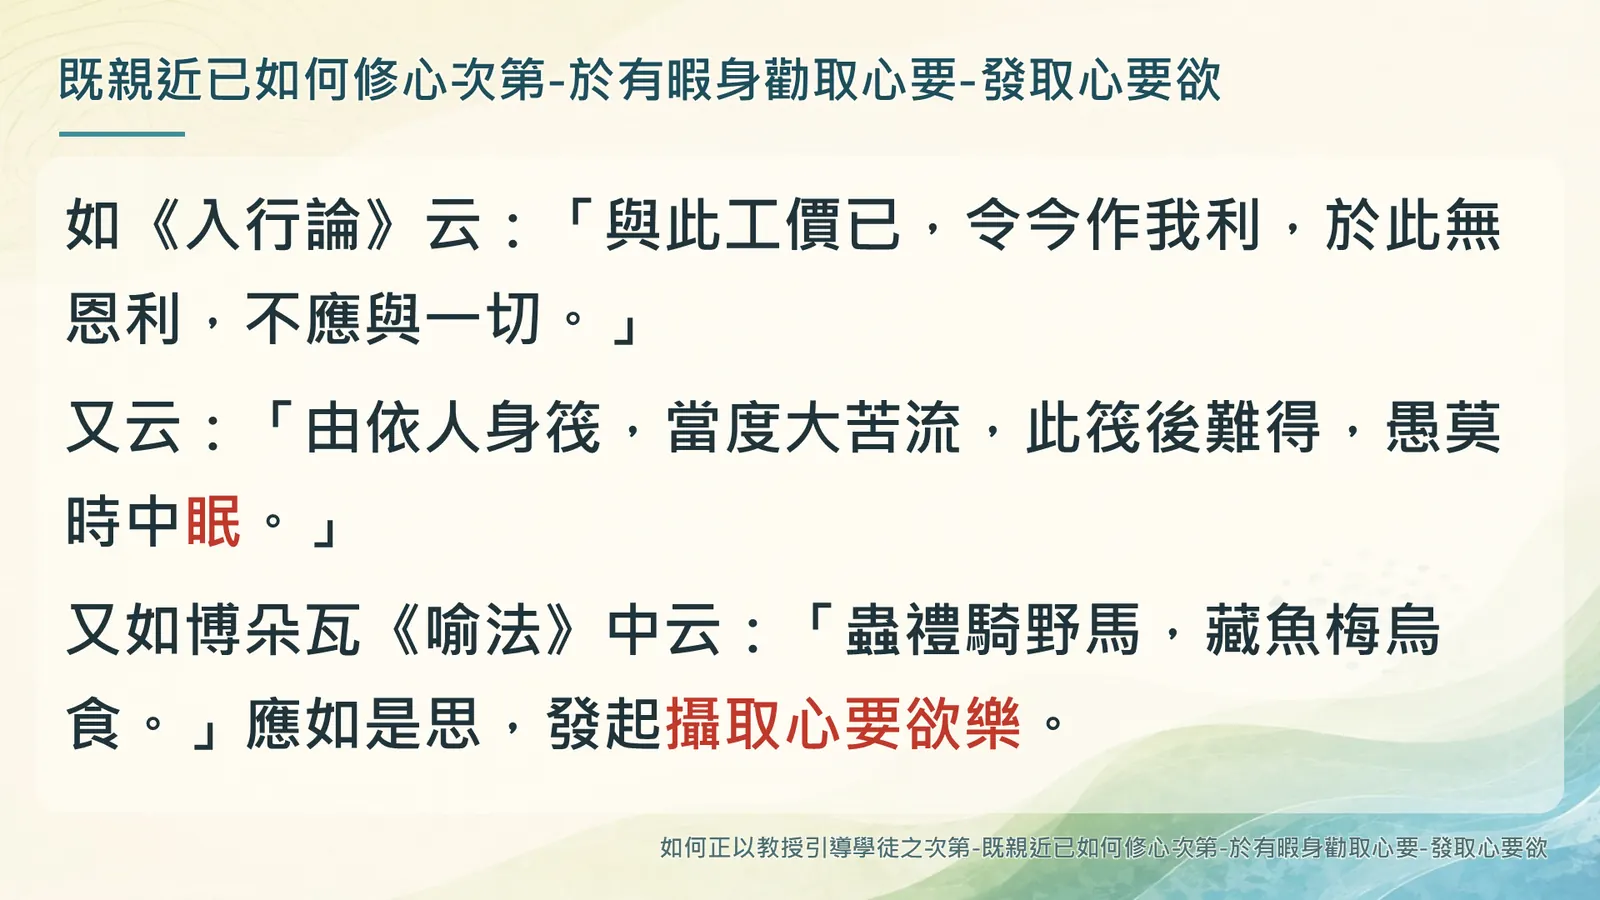 既親近已如何修心次第-於有暇身勸取心要-發取心要欲
如《入行論》云：「與此工價已，令今作我利，於此無
恩利，不應與一切。」
又云：「由依人身筏，當度大苦流，此筏後難得，愚莫
時中眠。」
又如博朵瓦《喻法》中云：「蟲禮騎野馬，藏魚梅烏
食。」應如是思，發起攝取心要欲樂。
如何正以教授引導學徒之次第-既親近已如何修心次第-於有暇身勸取心要-發取心要欲